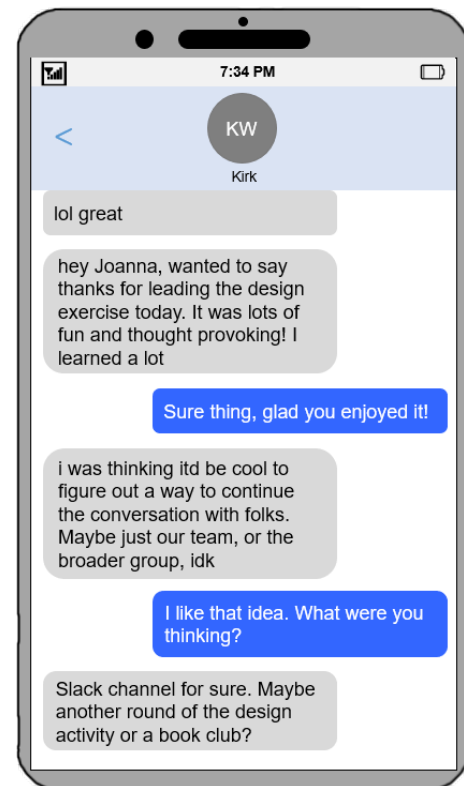 7:34 PM
<
KW
Kirk
lol great
hey Joanna, wanted to say
thanks for leading the design
exercise today. It was lots of
fun and thought provoking! I
learned a lot
Sure thing, glad you enjoyed it!
i was thinking itd be cool to
figure out a way to continue
the conversation with folks.
Maybe just our team, or the
broader group, idk
I like that idea. What were you
thinking?
Slack channel for sure. Maybe
another round of the design
activity or a book club?